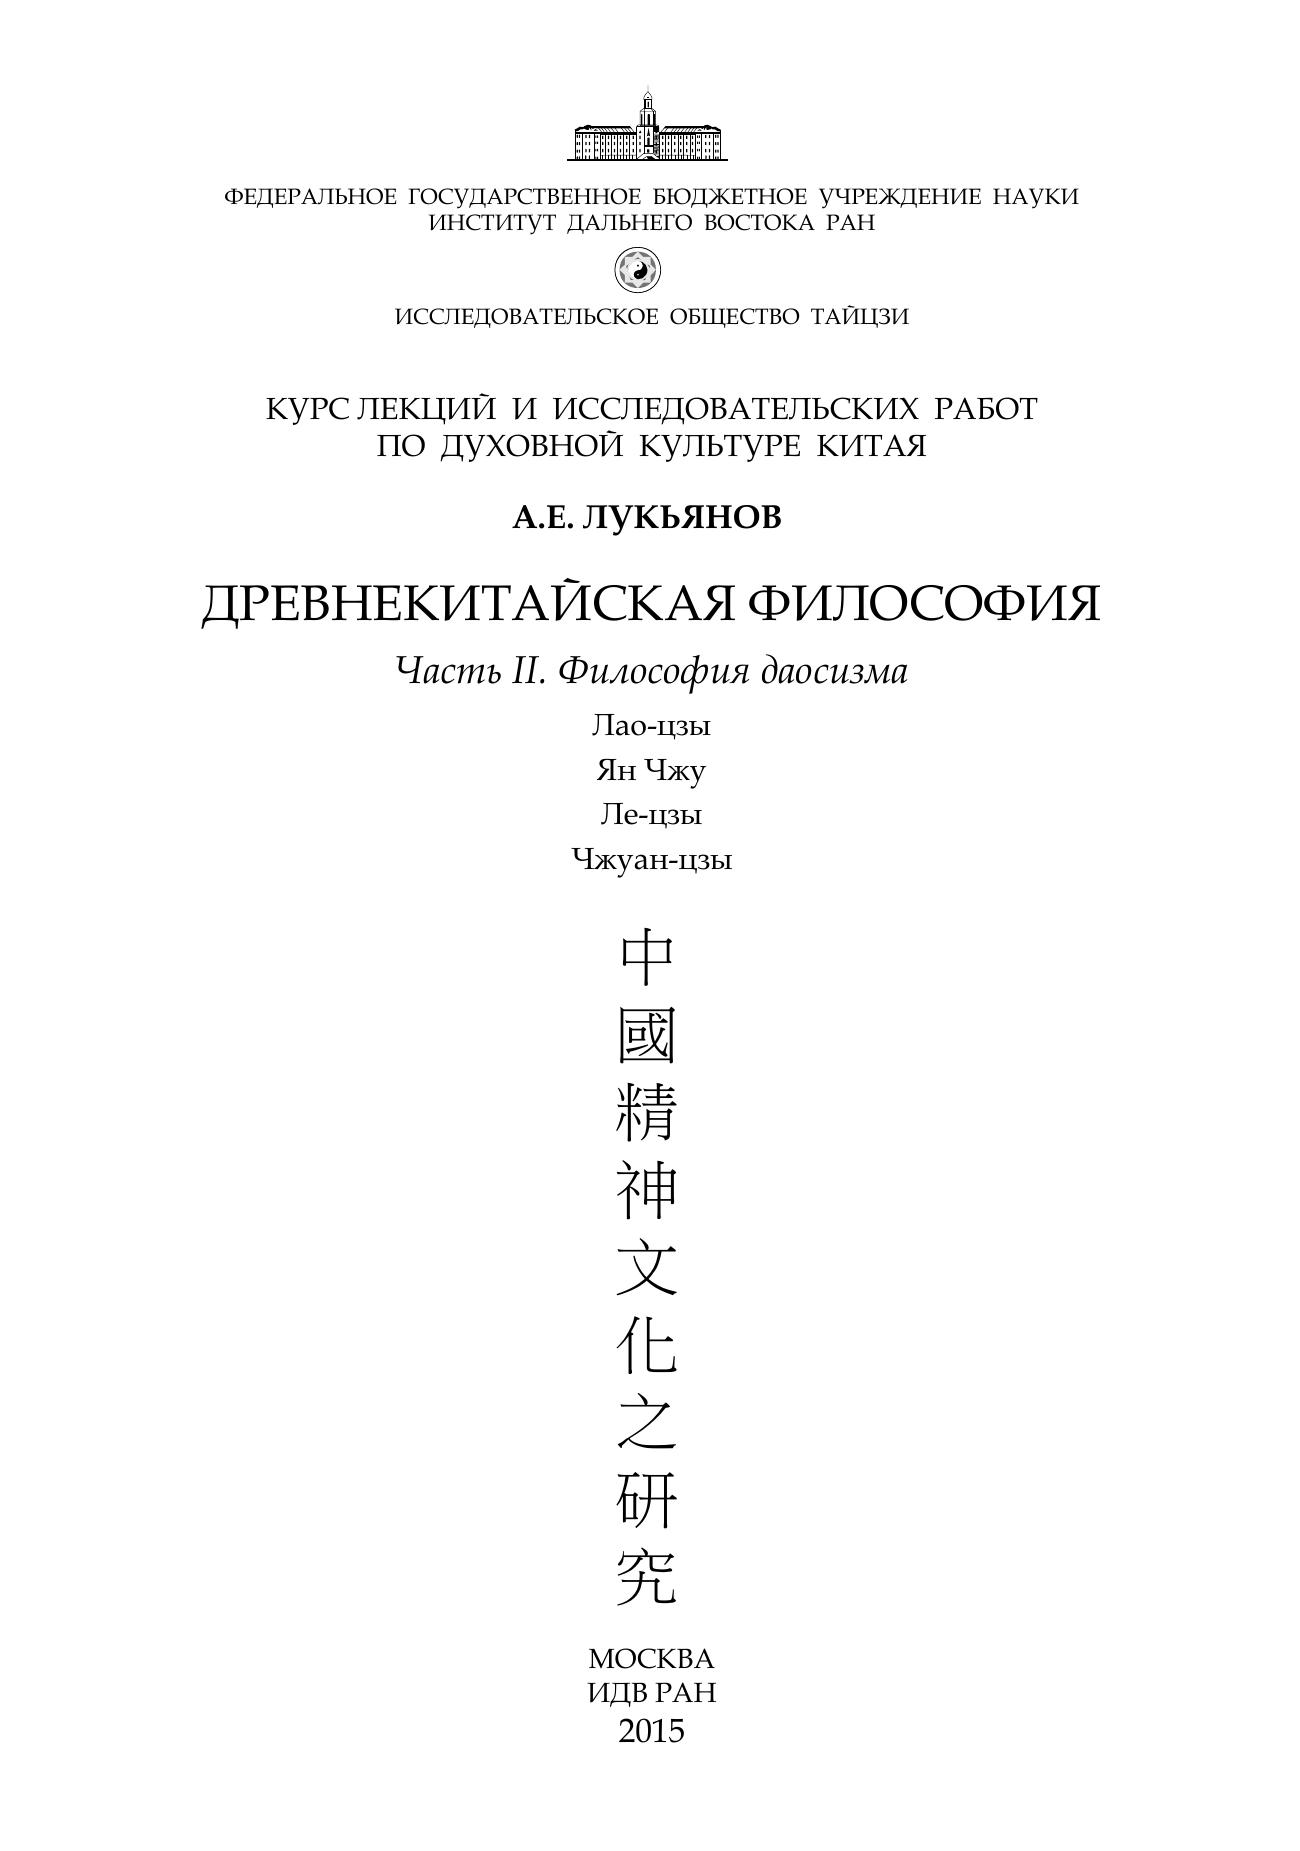 ФЕДЕРАЛЬНОЕ ГОСУДАРСТВЕННОЕ БЮДЖЕТНОЕ УЧРЕЖДЕНИЕ НАУКИ
ИНСТИТУТ ДАЛЬНЕГО ВОСТОКА РАН
ИССЛЕДОВАТЕЛЬСКОЕ ОБЩЕСТВО ТАЙЦЗИ
КУРС ЛЕКЦИЙ И ИССЛЕДОВАТЕЛЬСКИХ РАБОТ
ПО ДУХОВНОЙ КУЛЬТУРЕ КИТАЯ
А.Е. ЛУКЬЯНОВ
ДРЕВНЕКИТАЙСКАЯ ФИЛОСОФИЯ
Часть II. Философия даосизма
Лао-цзы
Ян Чжу
Ле-цзы
Чжуан-цзы
中國精神文化之研究
МОСКВА
ИДВ РАН
2015